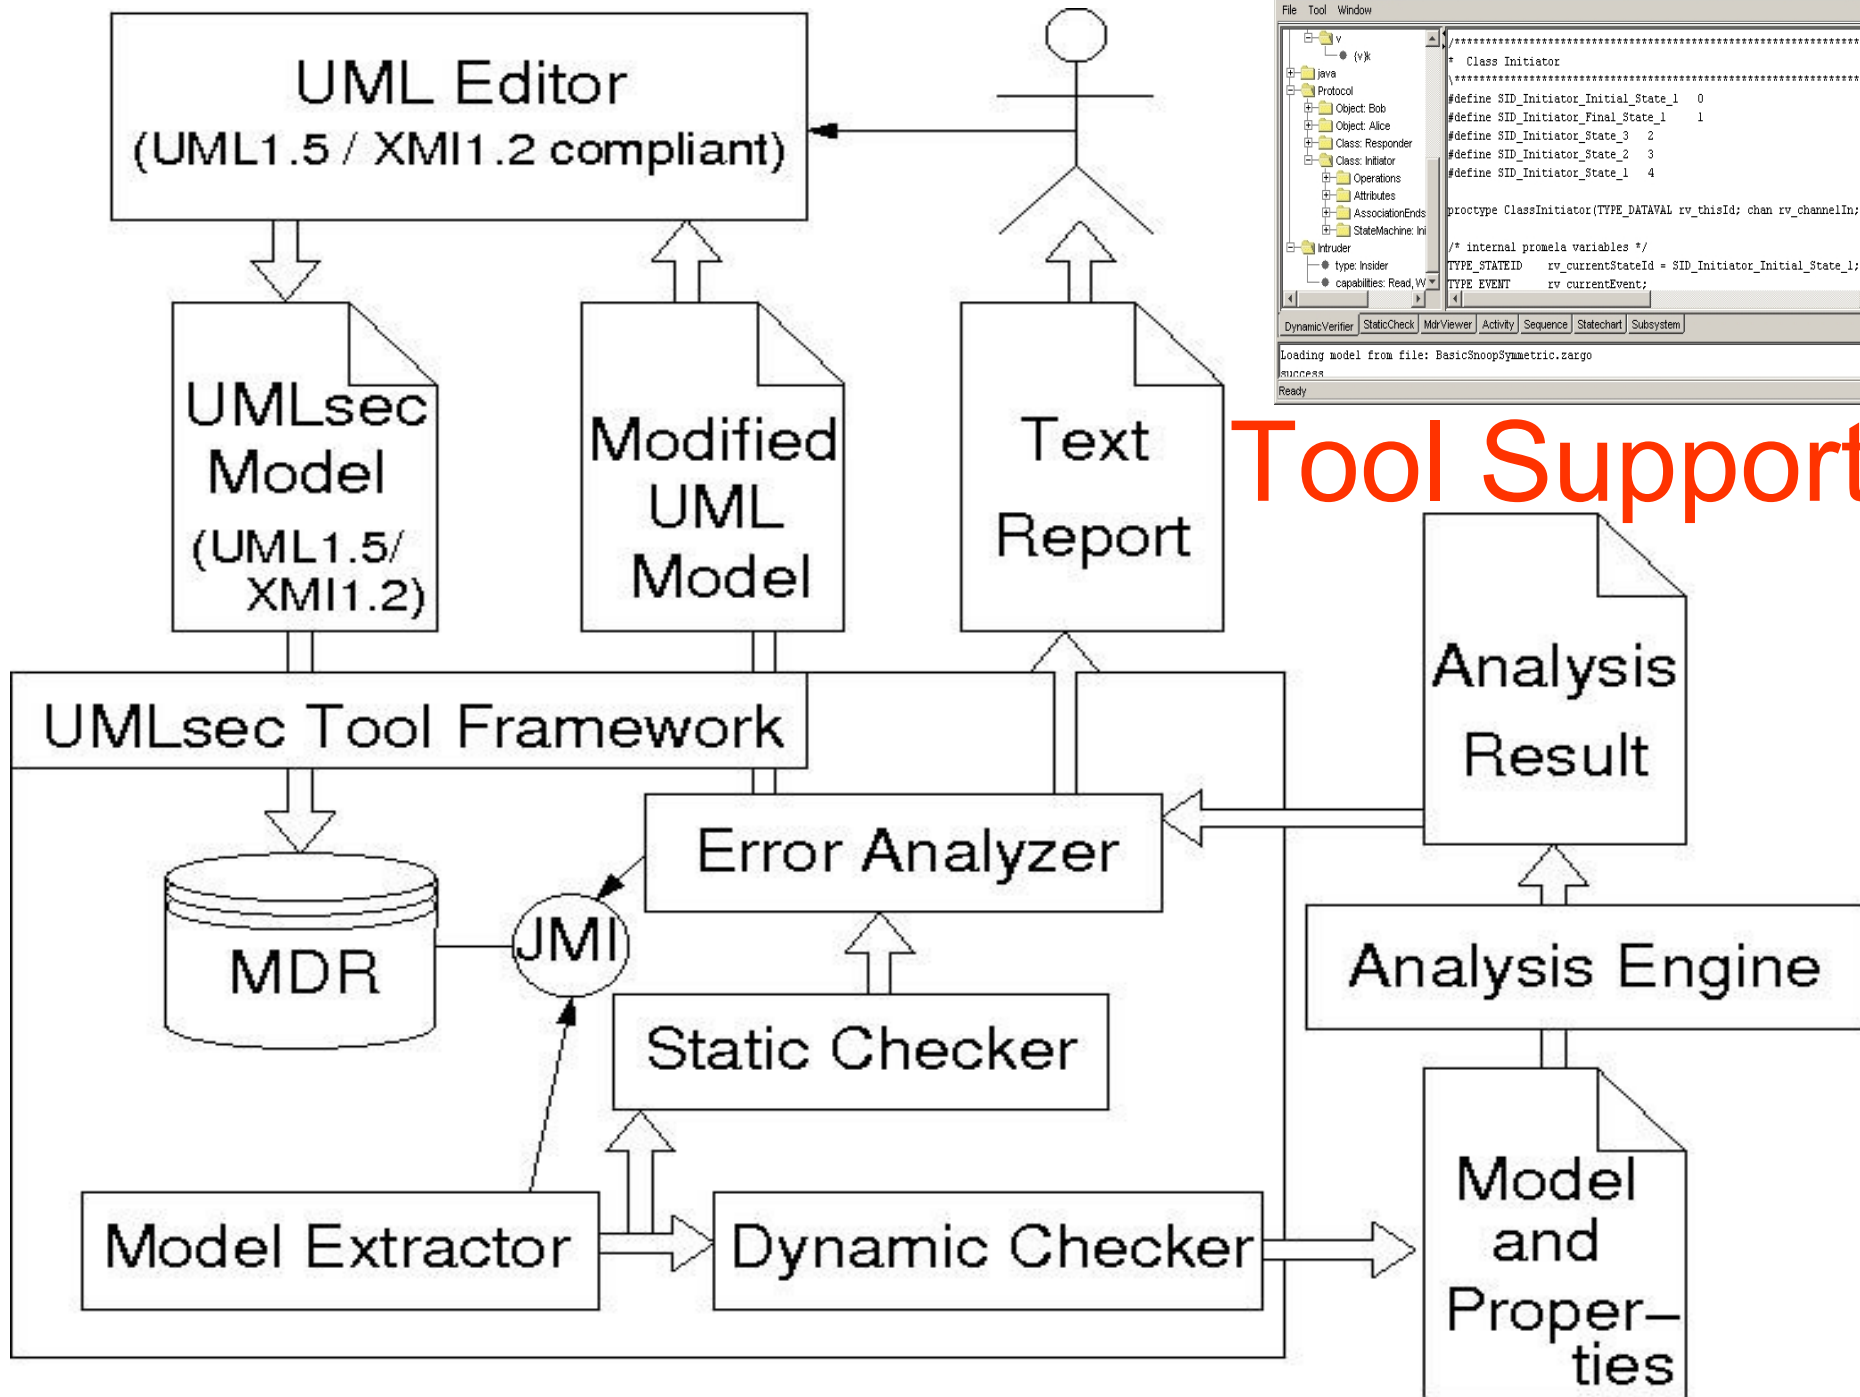 UML Editor
(UML1.5 / XMI1.2 compliant)
File Tool Window
v
{v}k
java
Protocol
Object: Bob
Object: Alice
Class: Responder
Class: Initiator
Operations
Attributes
AssociationEnds
StateMachine: Ini
Intruder
type: Insider
capabilities: Read, W
/*******************************************************************
* Class Initiator
\*******************************************************************
#define SID_Initiator_Initial_State_1 0
#define SID_Initiator_Final_State_1 1
#define SID_Initiator_State_3 2
#define SID_Initiator_State_2 3
#define SID_Initiator_State_1 4
proctype ClassInitiator(TYPE_DATAVAL rv_thisId; chan rv_channelIn;
/* internal promela variables */
TYPE_STATEID rv_currentStateId = SID_Initiator_Initial_State_1;
TYPE_EVENT rv_currentEvent;
DynamicVerifier StaticCheck MdrViewer Activity Sequence Statechart Subsystem
Loading model from file: BasicSnoopSymmetric.zargo
success
Ready
Tool Support
UMLsec
Model
(UML1.5/
XMI1.2)
Modified
UML
Model
Text
Report
Analysis
Result
UMLsec Tool Framework
Error Analyzer
MDR
JMI
Analysis Engine
Static Checker
Model Extractor
Dynamic Checker
Model
and
Proper–
ties